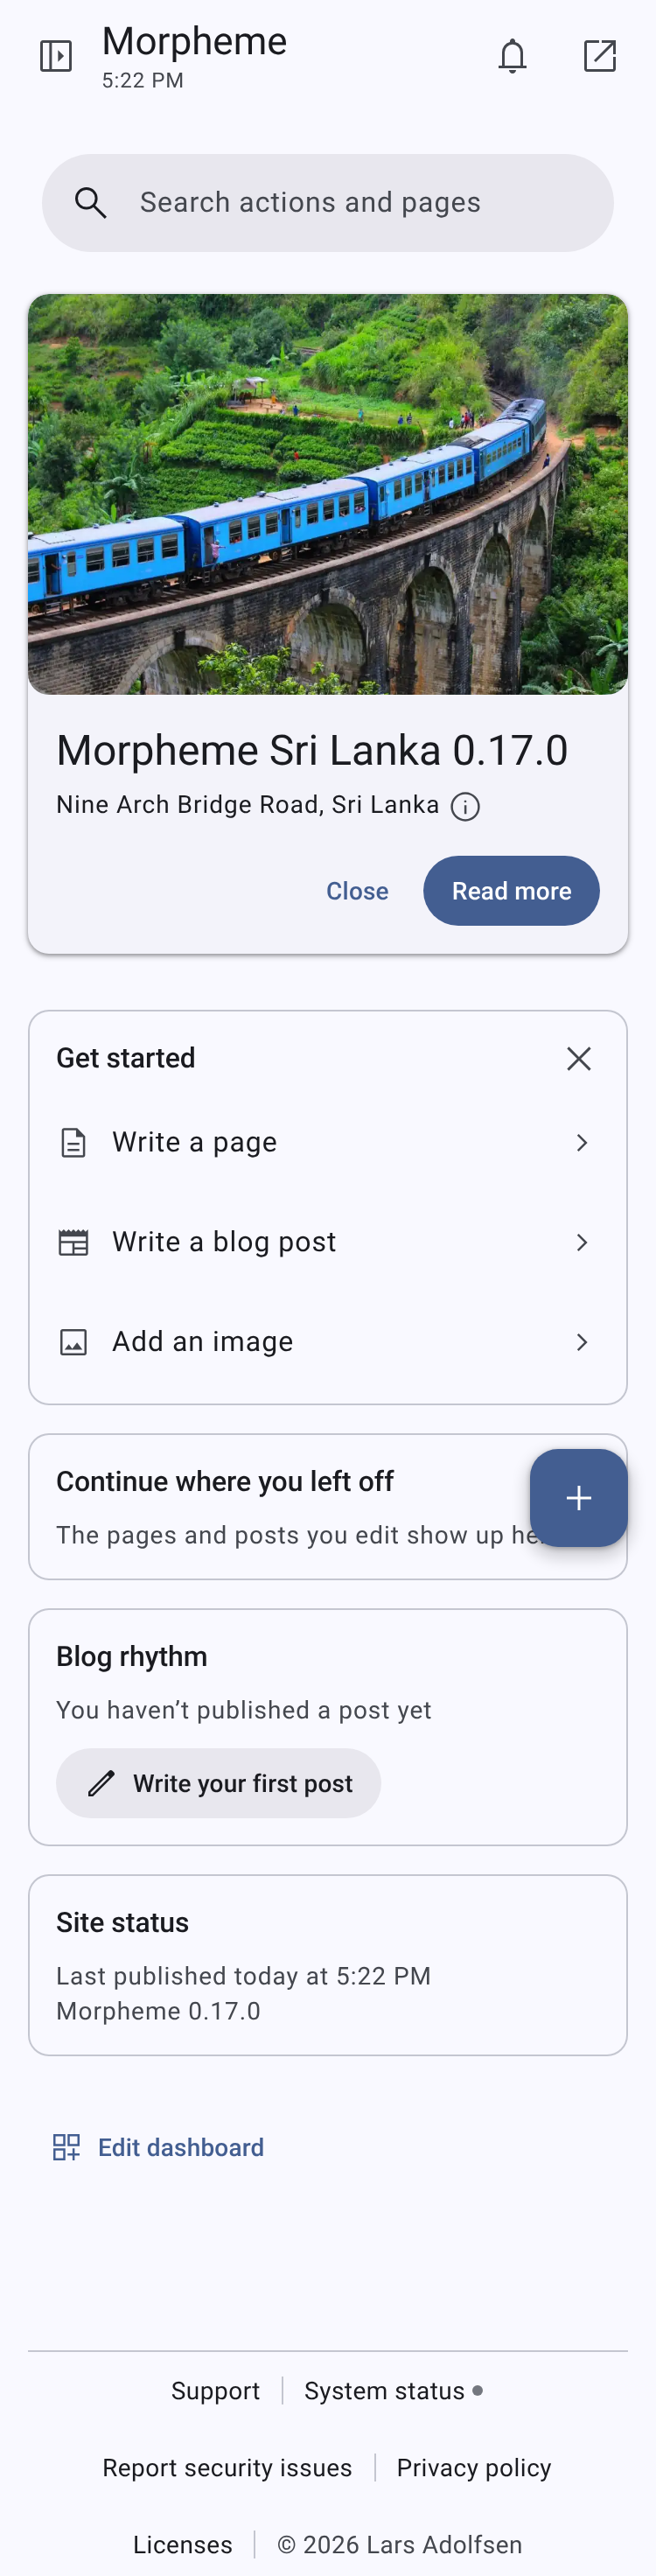 Morpheme
5:22 PM
Search actions and pages
Morpheme Sri Lanka 0.17.0
Nine Arch Bridge Road, Sri Lanka
Close
Read more
Get started
Write a page
Write a blog post
Add an image
Continue where you left off
The pages and posts you edit show up
Blog rhythm
You haven’t published a post yet
Write your first post
Site status
Last published today at 5:22 PM
Morpheme 0.17.0
Edit dashboard
Support
System status
Report security issues
Privacy policy
Licenses
© 2026 Lars Adolfsen